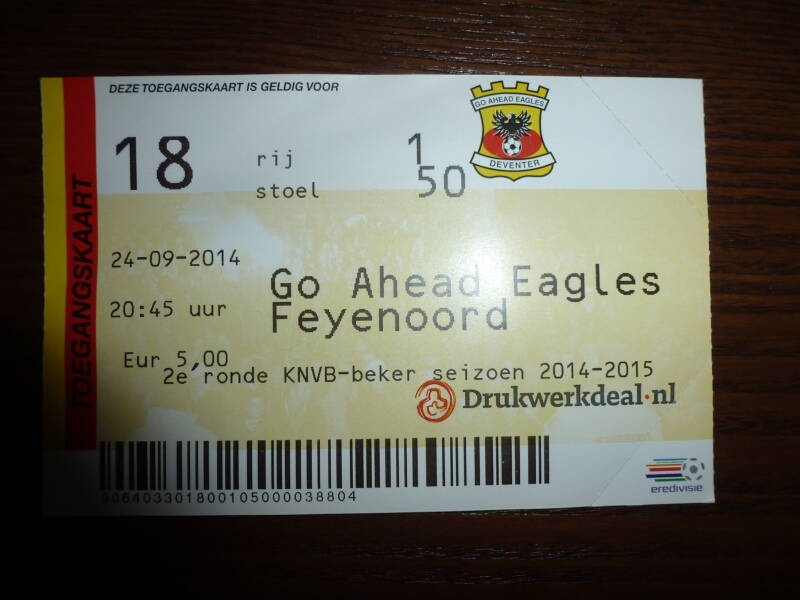 DEZE TOEGANGSKAART IS GELDIG VOOR
GO AHEAD EAGLES
DEVENTER
18 rij 1
stoel 50
TOEGANGSKAART
24-09-2014
20:45 uur
Go Ahead Eagles
Feyenoord
Eur 5,00
2e ronde KNVB-beker seizoen 2014-2015
Drukwerkdeal.nl
906403301800105000038804
eredivisie